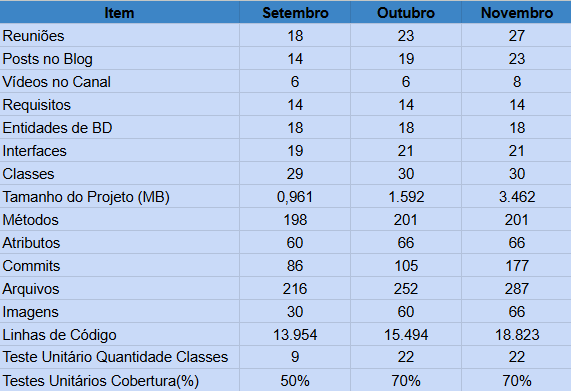 Item Setembro Outubro Novembro
Reuniões 18 23 27
Posts no Blog 14 19 23
Vídeos no Canal 6 6 8
Requisitos 14 14 14
Entidades de BD 18 18 18
Interfaces 19 21 21
Classes 29 30 30
Tamanho do Projeto (MB) 0,961 1.592 3.462
Métodos 198 201 201
Atributos 60 66 66
Commits 86 105 177
Arquivos 216 252 287
Imagens 30 60 66
Linhas de Código 13.954 15.494 18.823
Teste Unitário Quantidade Classes 9 22 22
Testes Unitários Cobertura(%) 50% 70% 70%